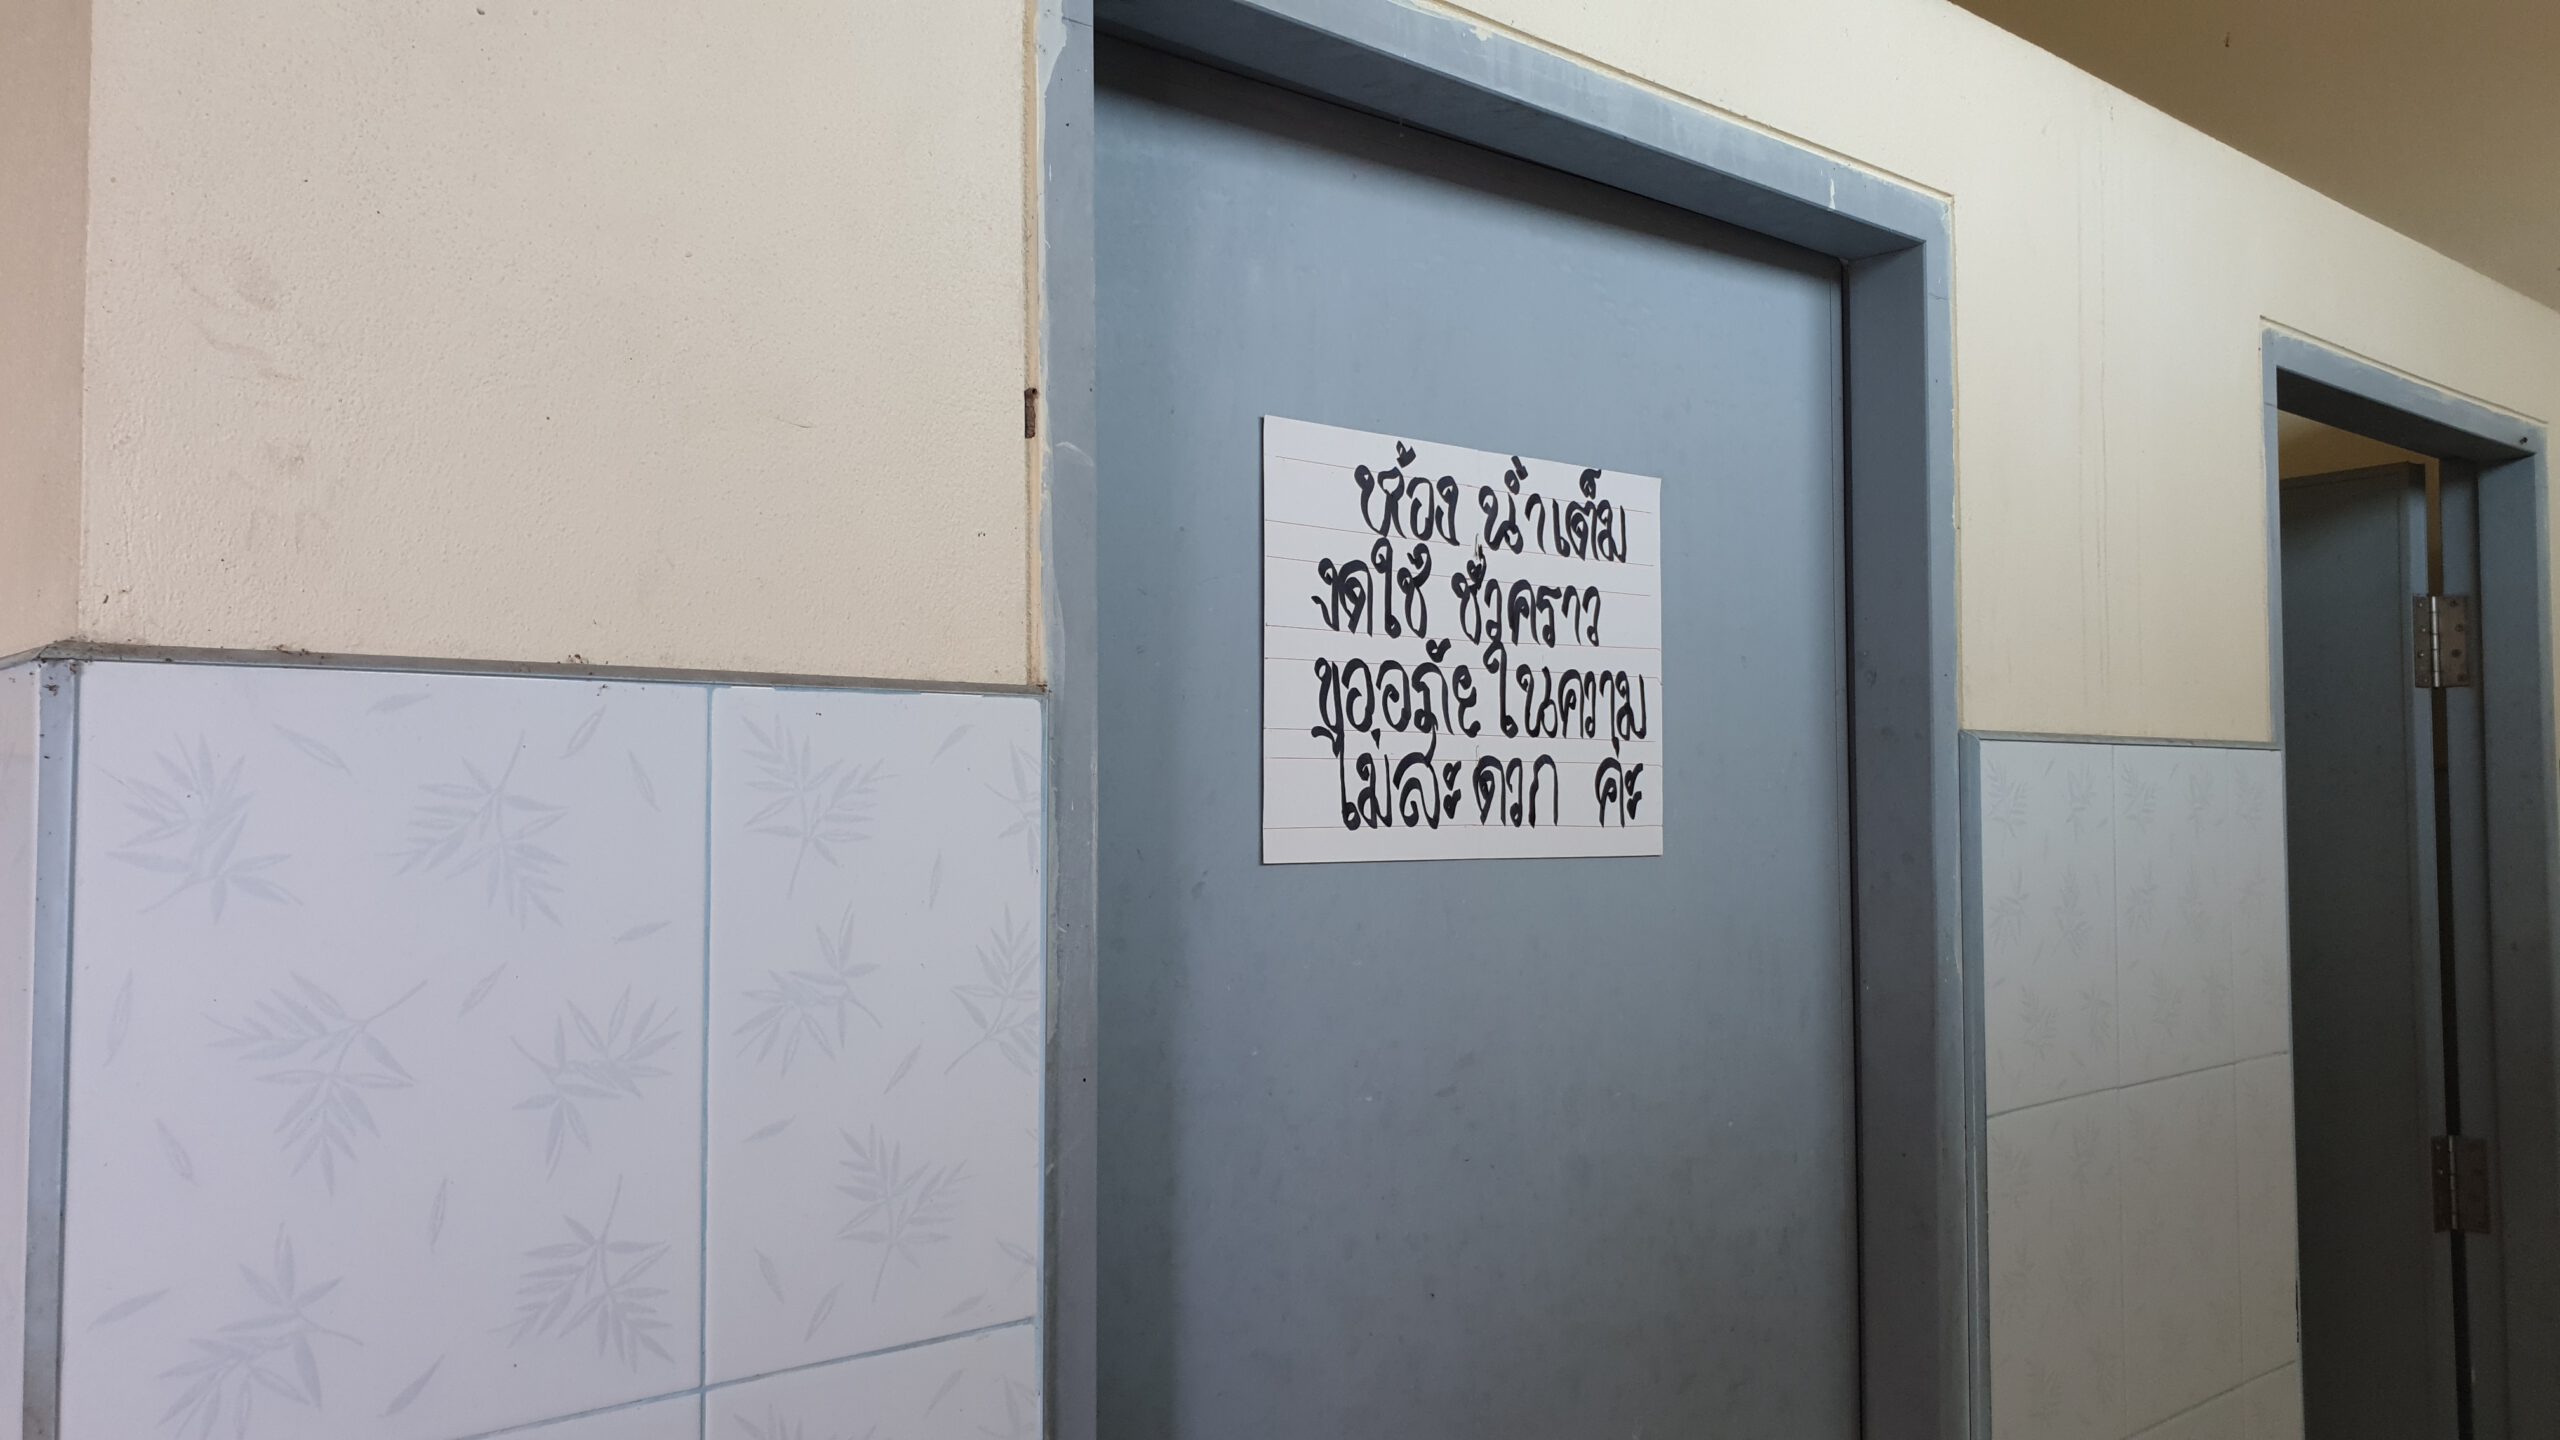 ห้อง น้ำเต็ม
งดใช้ ชั่วคราว
ขออภัย ในความ
ไม่สะดวก ค่ะ